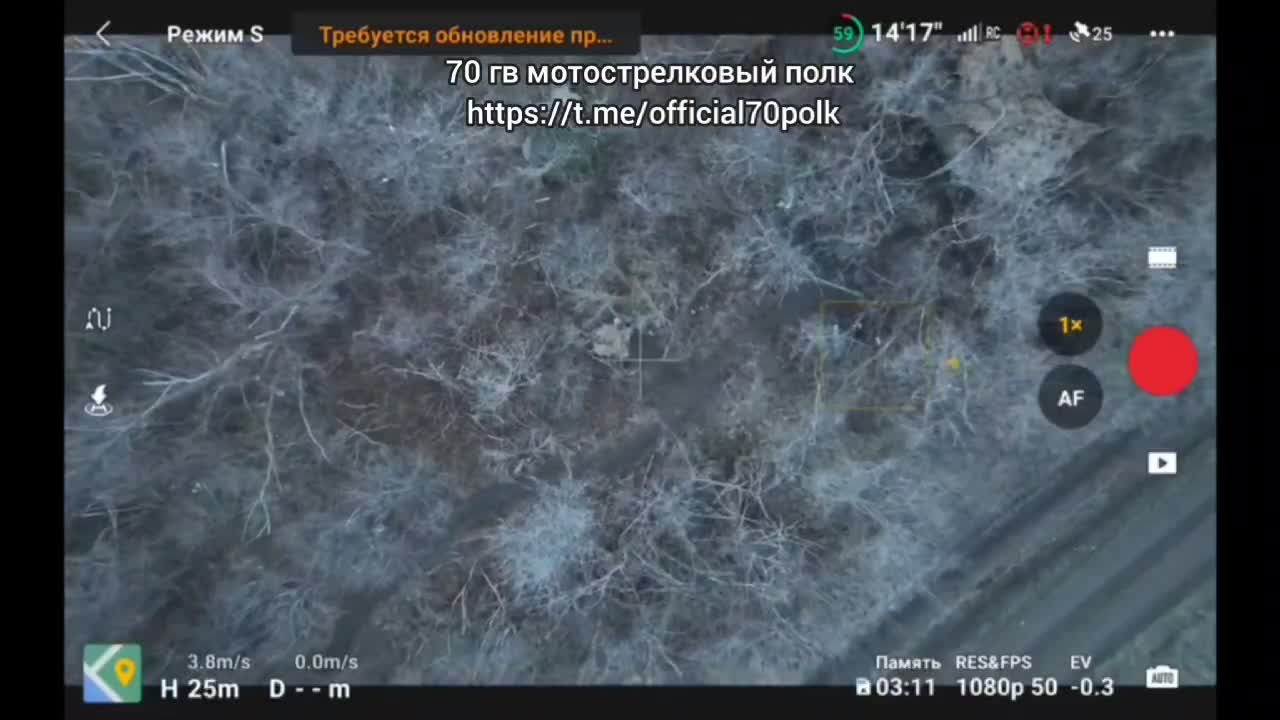 Режим S
Требуется обновление пр...
59
14'17"
RC
1
25
70 гв мотострелковый полк
https://t.me/official70polk
1×
AF
3.8m/s 0.0m/s
H 25m D - - m
Память RES&FPS EV
03:11 1080p 50 -0.3
AUTO